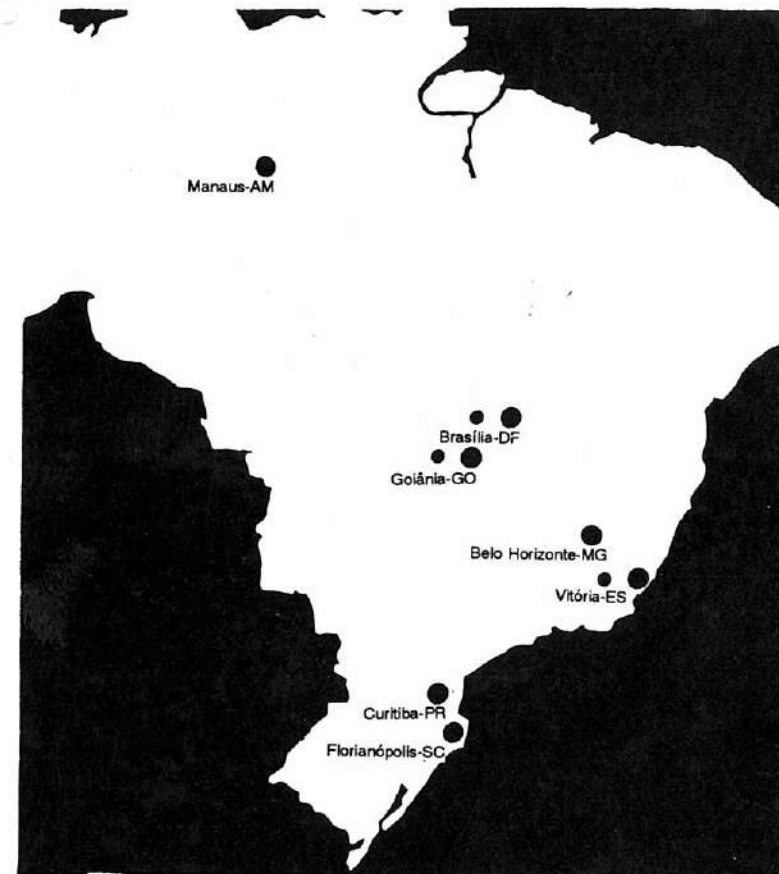 Manaus-AM
Brasília-DF
Goiânia-GO
Belo Horizonte-MG
Vitória-ES
Curitiba-PR
Florianópolis-SC